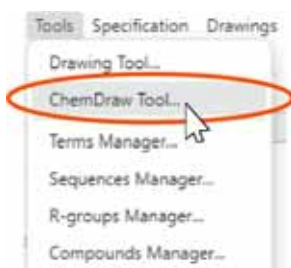 Tools Specification Drawings
Drawing Tool...
ChemDraw Tool...
Terms Manager...
Sequences Manager...
R-groups Manager...
Compounds Manager...